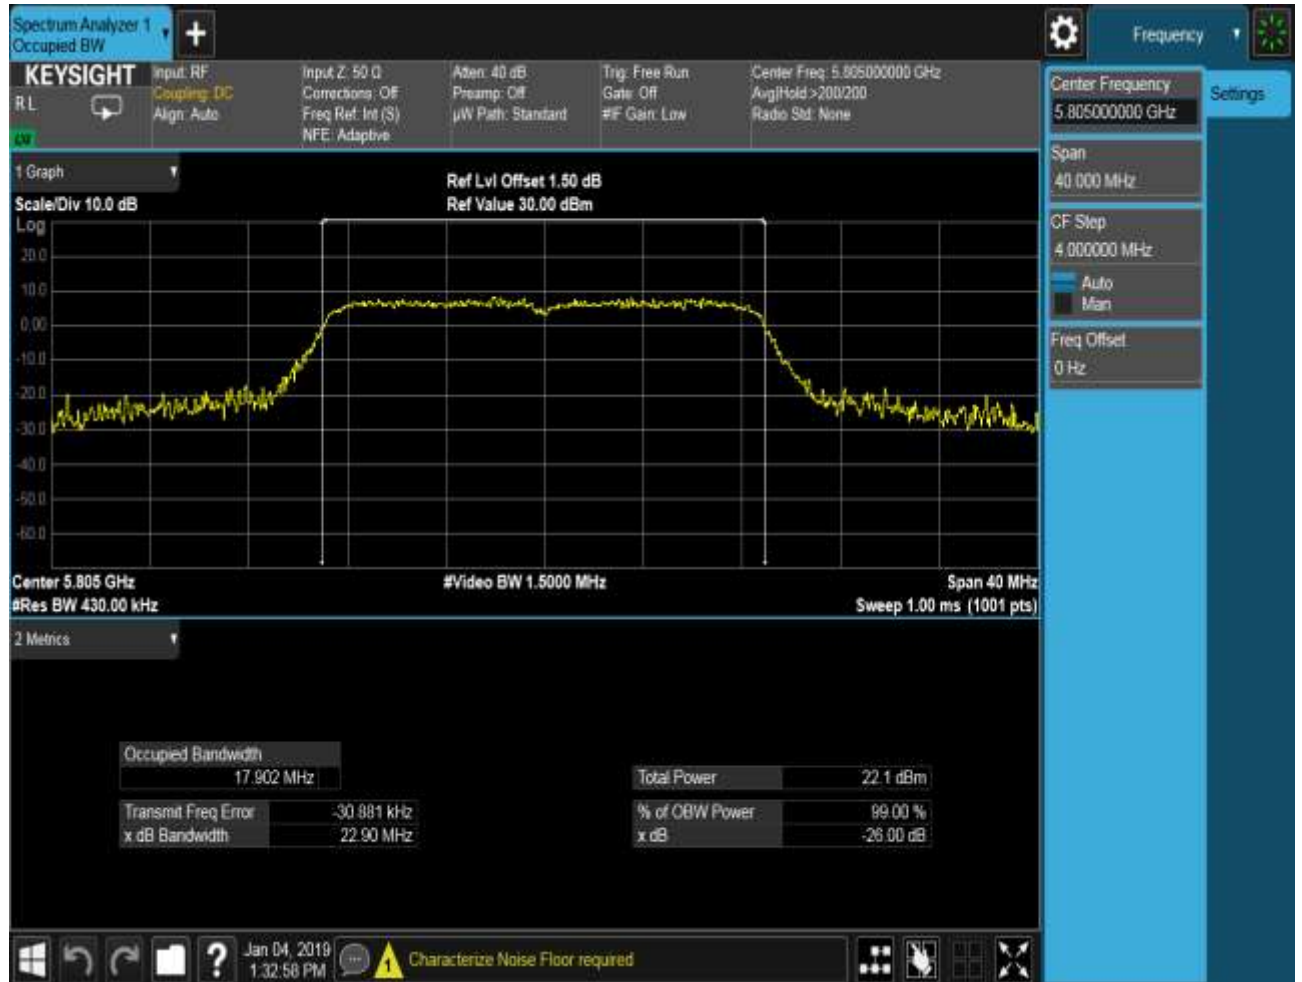 Spectrum Analyzer 1
Occupied BW
Frequency
KEYSIGHT
R L
Input: RF
Coupling: DC
Align: Auto
Input Z: 50 Ω
Corrections: Off
Freq Ref: Int (S)
NFE: Adaptive
Atten: 40 dB
Preamp: Off
µW Path: Standard
Trig: Free Run
Gate: Off
#IF Gain: Low
Center Freq: 5.805000000 GHz
Avg|Hold:>200/200
Radio Std: None
Center Frequency
5.805000000 GHz
Settings
Span
40.000 MHz
CF Step
4.000000 MHz
Auto
Man
Freq Offset
0 Hz
1 Graph
Scale/Div 10.0 dB
Ref Lvl Offset 1.50 dB
Ref Value 30.00 dBm
Log
20.0
10.0
0.00
-10.0
-20.0
-30.0
-40.0
-50.0
-60.0
Center 5.805 GHz
#Video BW 1.5000 MHz
Span 40 MHz
#Res BW 430.00 kHz
Sweep 1.00 ms (1001 pts)
2 Metrics
Occupied Bandwidth
17.902 MHz
Total Power 22.1 dBm
Transmit Freq Error -30.881 kHz
% of OBW Power 99.00 %
x dB Bandwidth 22.90 MHz
x dB -26.00 dB
?
Jan 04, 2019
1:32:58 PM
1
Characterize Noise Floor required